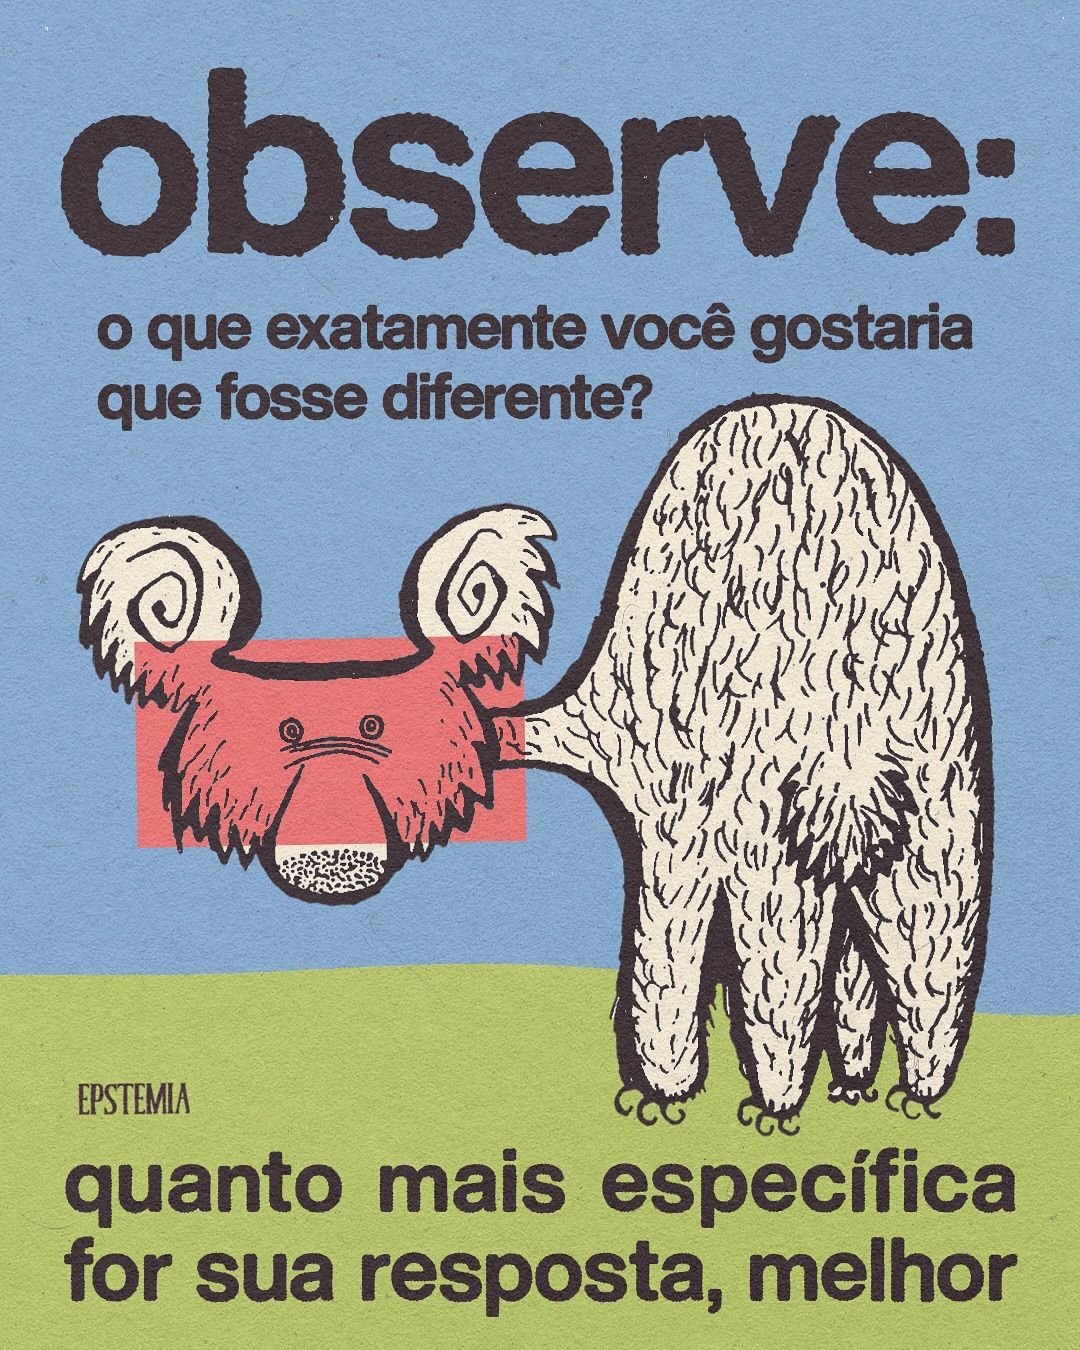 observe:
o que exatamente você gostaria
que fosse diferente?
EPSTEMIA
quanto mais específica
for sua resposta, melhor